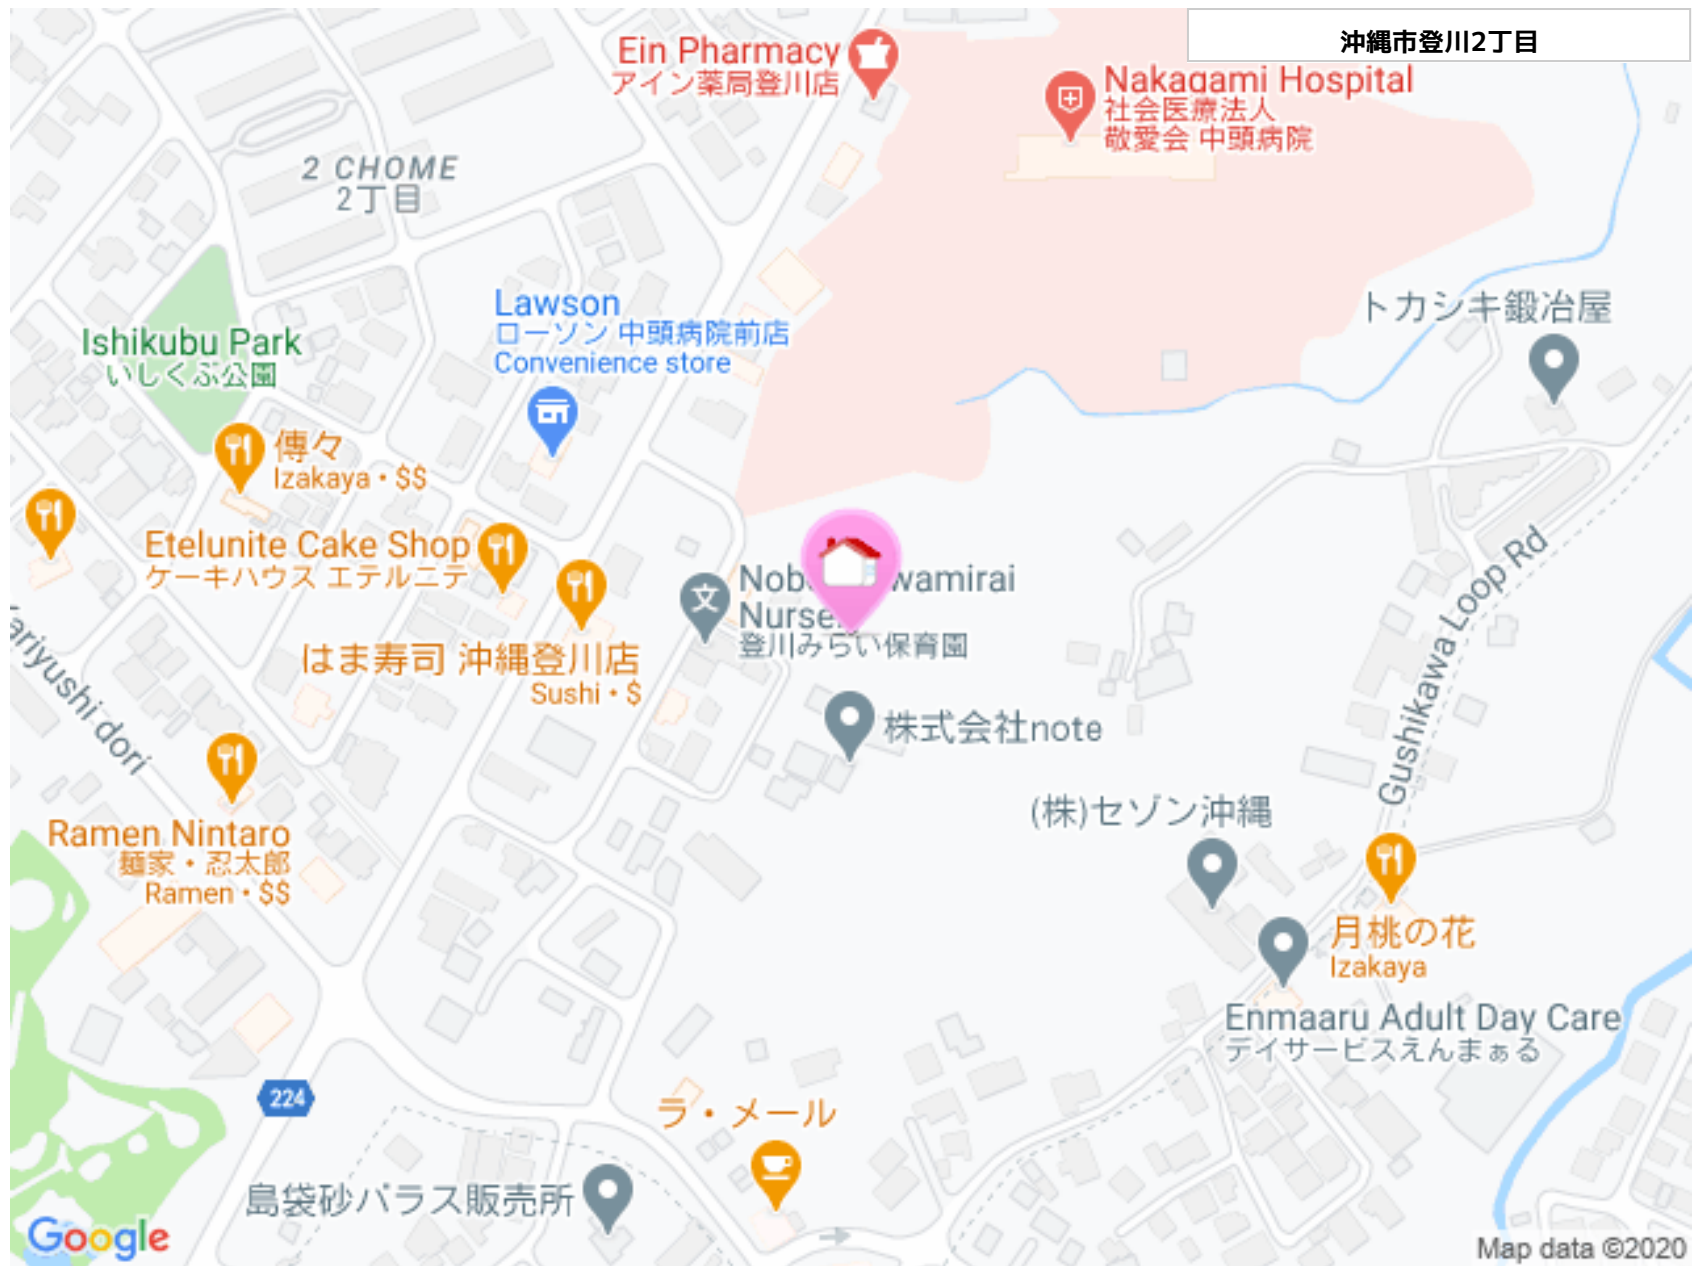 沖縄市登川2丁目
Ein Pharmacy
アイン薬局登川店
Nakagami Hospital
社会医療法人
敬愛会 中頭病院
2 CHOME
2丁目
Lawson
ローソン 中頭病院前店
Convenience store
トカシキ鍛冶屋
Ishikubu Park
いしくぶ公園
傳々
Izakaya • $$
Etelunite Cake Shop
ケーキハウス エテルニテ
はま寿司 沖縄登川店
Sushi • $
登川みらい保育園
Gushikawa Loop Rd
株式会社note
ariyushi dori
(株)セゾン沖縄
Ramen Nintaro
麺家・忍太郎
Ramen • $$
月桃の花
Izakaya
Enmaaru Adult Day Care
デイサービスえんまぁる
224
ラ・メール
島袋砂バラス販売所
Google
Map data ©2020